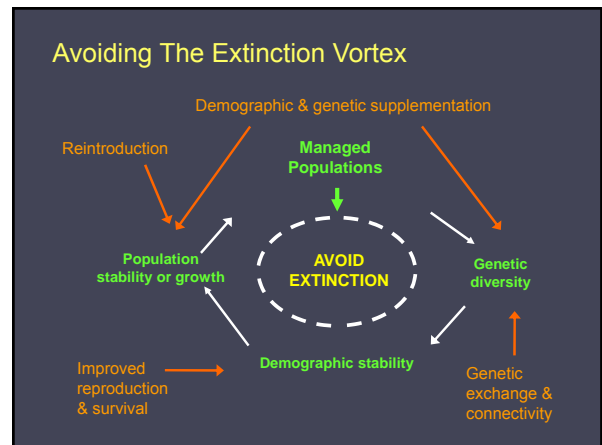 Avoiding The Extinction Vortex
Demographic & genetic supplementation
Reintroduction
Managed
Populations
Population
stability or growth
AVOID
EXTINCTION
Genetic
diversity
Demographic stability
Improved
reproduction
& survival
Genetic
exchange &
connectivity